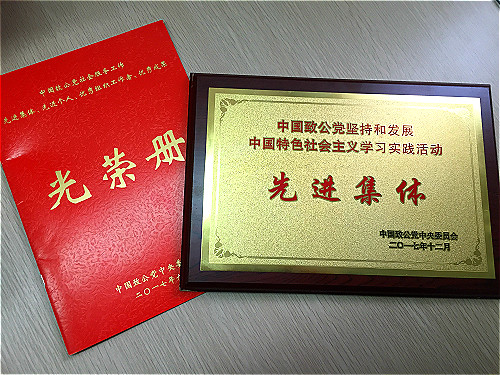 中国致公党社会服务工作
先进集体、先进个人、优秀组织工作者、优秀成果
光荣册
中国致公党中央
二〇一七年
中国致公党坚持和发展
中国特色社会主义学习实践活动
先进集体
中国致公党中央委员会
二〇一七年十二月